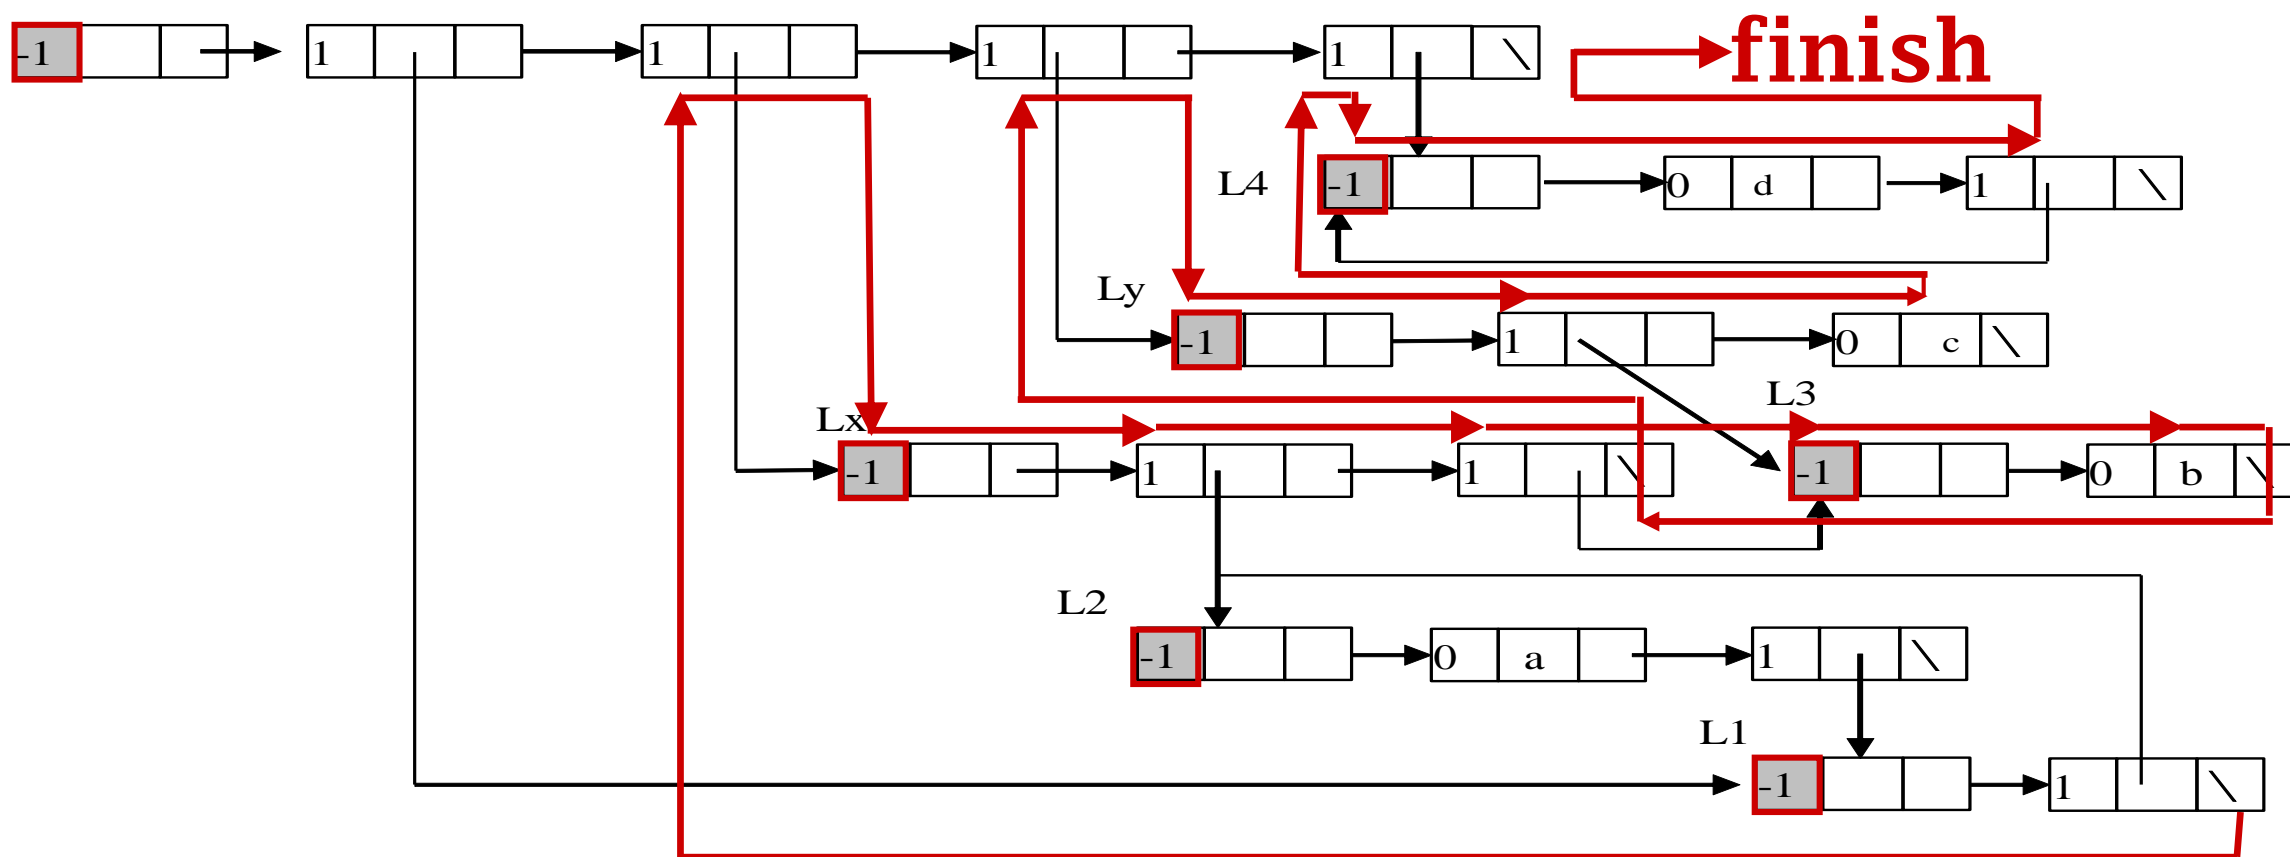 -1 1 1 1 1 \ finish
L4 -1 0 d 1 \
Ly
-1 1 0 c \
L3
Lx
-1 1 1 \ -1 0 b \
L2
-1 0 a 1 \
L1
-1 1 \